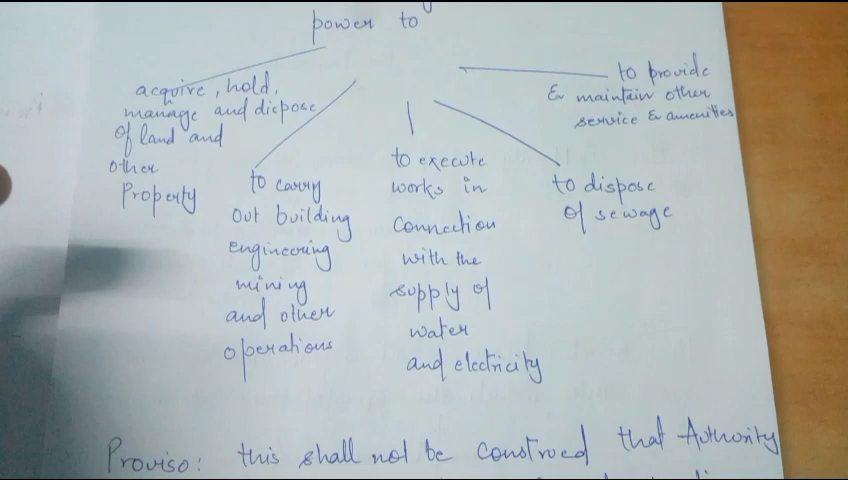 power to
acquire, hold,
manage and dispose
of land and
other
Property
to carry
out building
engineering
mining
and other
operations
to execute
works in
connection
with the
supply of
water
and electricity
to dispose
of sewage
to provide
& maintain other
service & amenities
Proviso: this shall not be construed that Authority